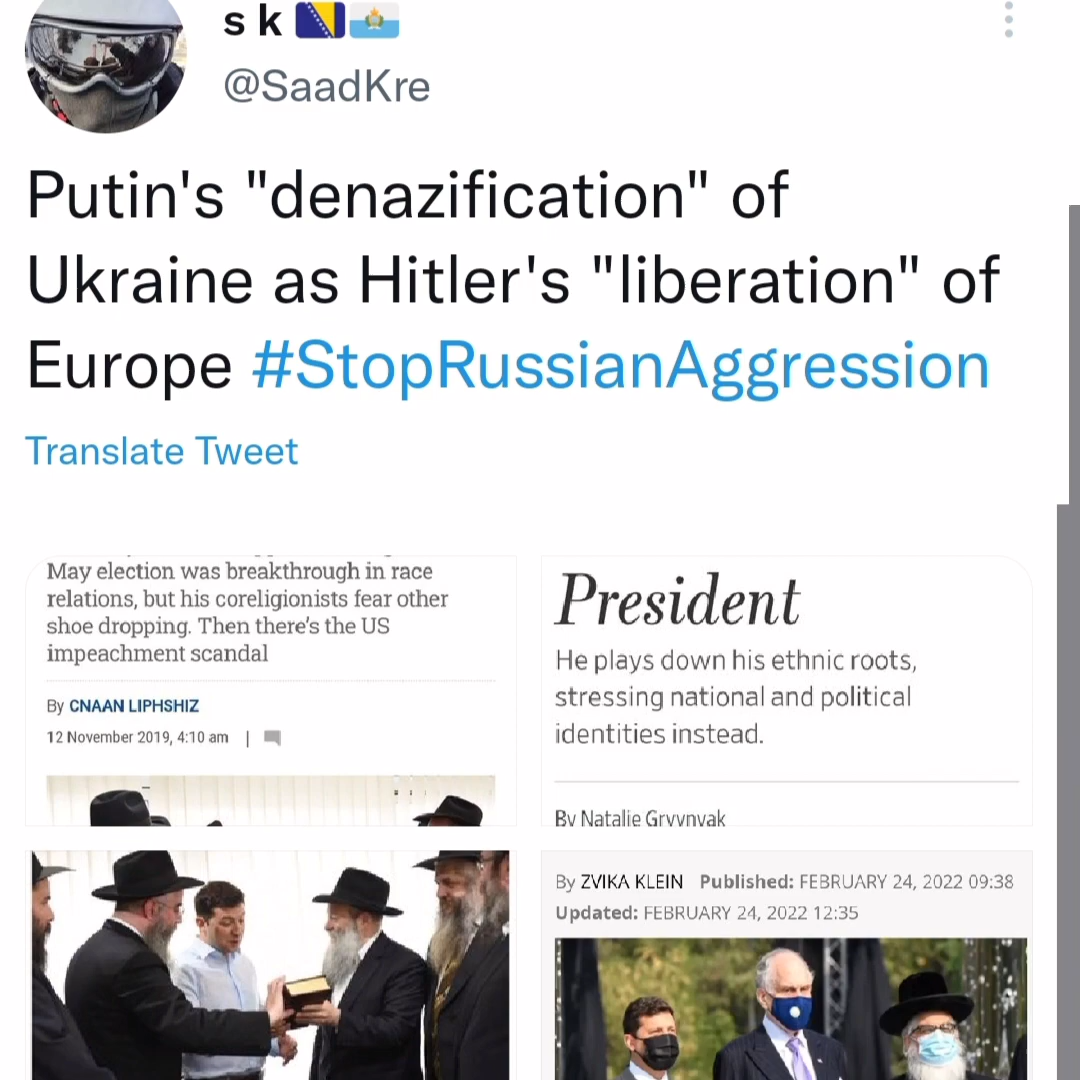 s k
@SaadKre
Putin's "denazification" of
Ukraine as Hitler's "liberation" of
Europe #StopRussianAggression
Translate Tweet
May election was breakthrough in race
relations, but his coreligionists fear other
shoe dropping. Then there's the US
impeachment scandal
By CNAAN LIPHSHIZ
12 November 2019, 4:10 am |
President
He plays down his ethnic roots,
stressing national and political
identities instead.
By Natalie Gryvnyak
By ZVIKA KLEIN Published: FEBRUARY 24, 2022 09:38
Updated: FEBRUARY 24, 2022 12:35